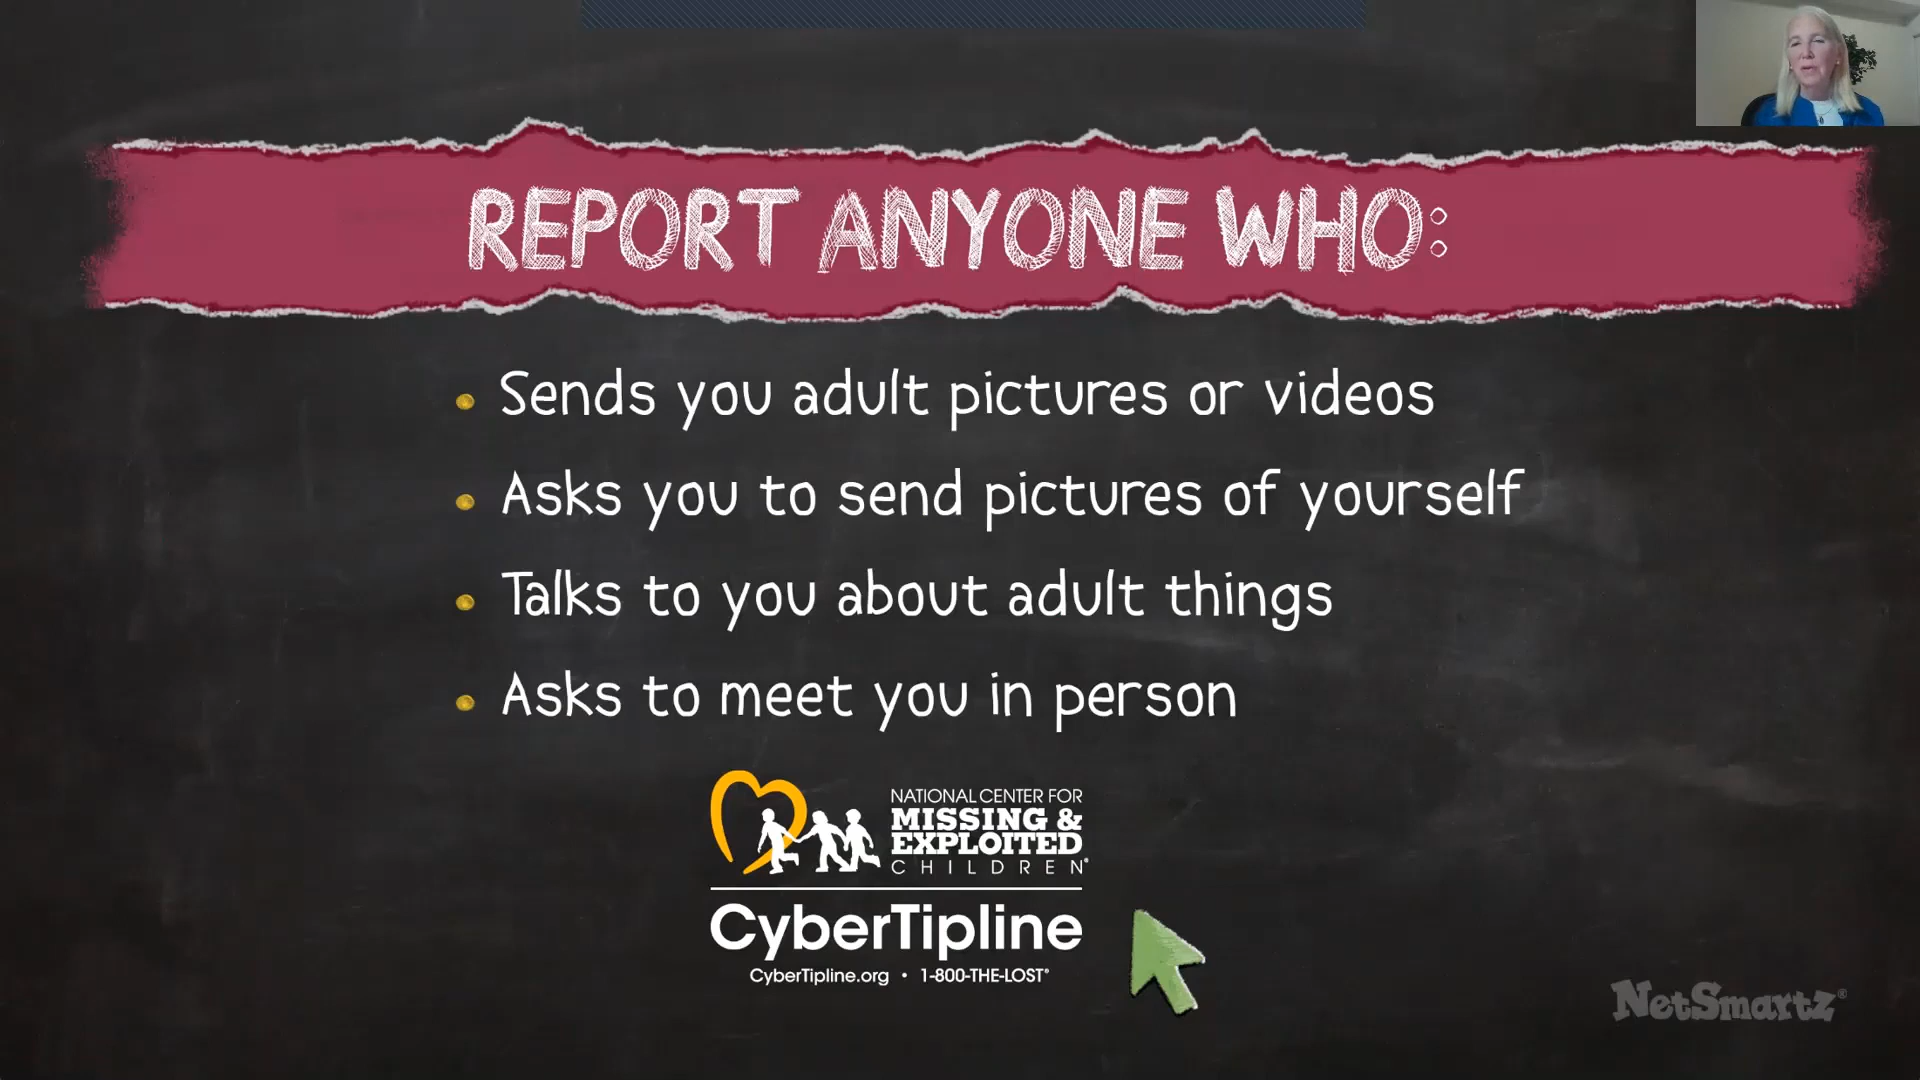 REPORT ANYONE WHO:
• Sends you adult pictures or videos
• Asks you to send pictures of yourself
• Talks to you about adult things
• Asks to meet you in person
NATIONAL CENTER FOR
MISSING &
EXPLOITED
CHILDREN®
CyberTipline
CyberTipline.org • 1-800-THE-LOST®
NetSmartz®